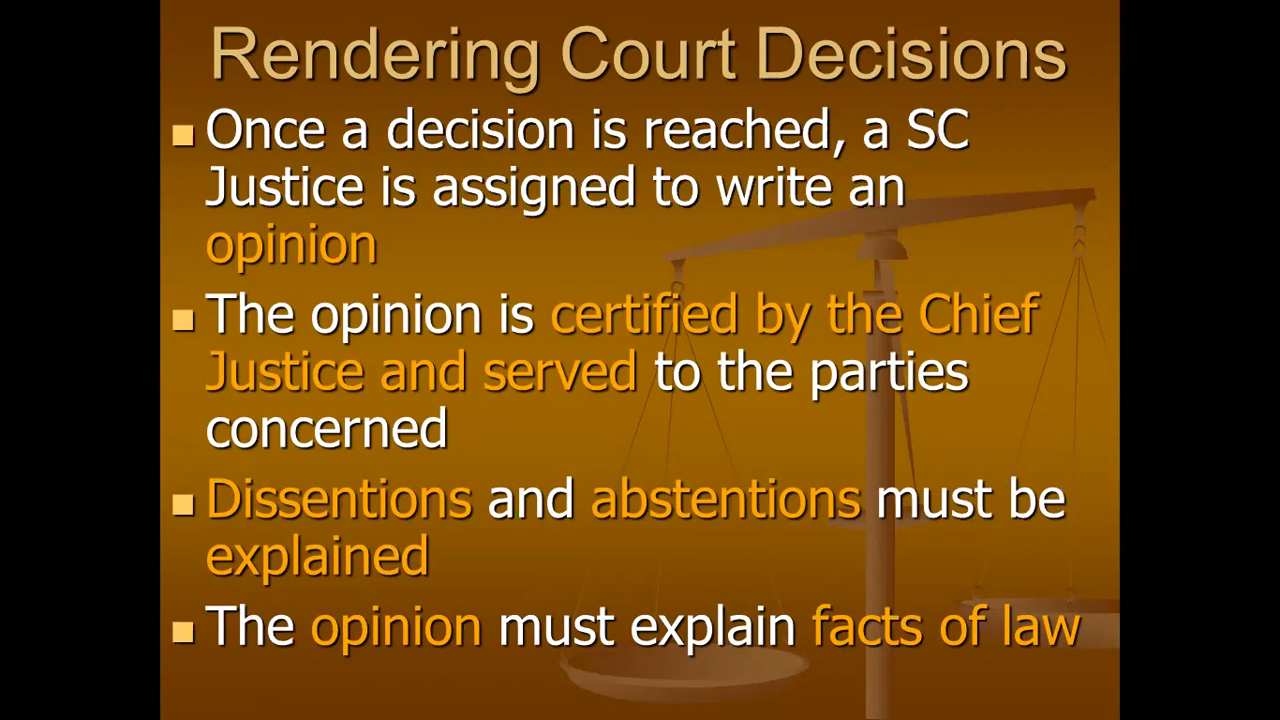 Rendering Court Decisions
Once a decision is reached, a SC
Justice is assigned to write an
opinion
The opinion is certified by the Chief
Justice and served to the parties
concerned
Dissentions and abstentions must be
explained
The opinion must explain facts of law